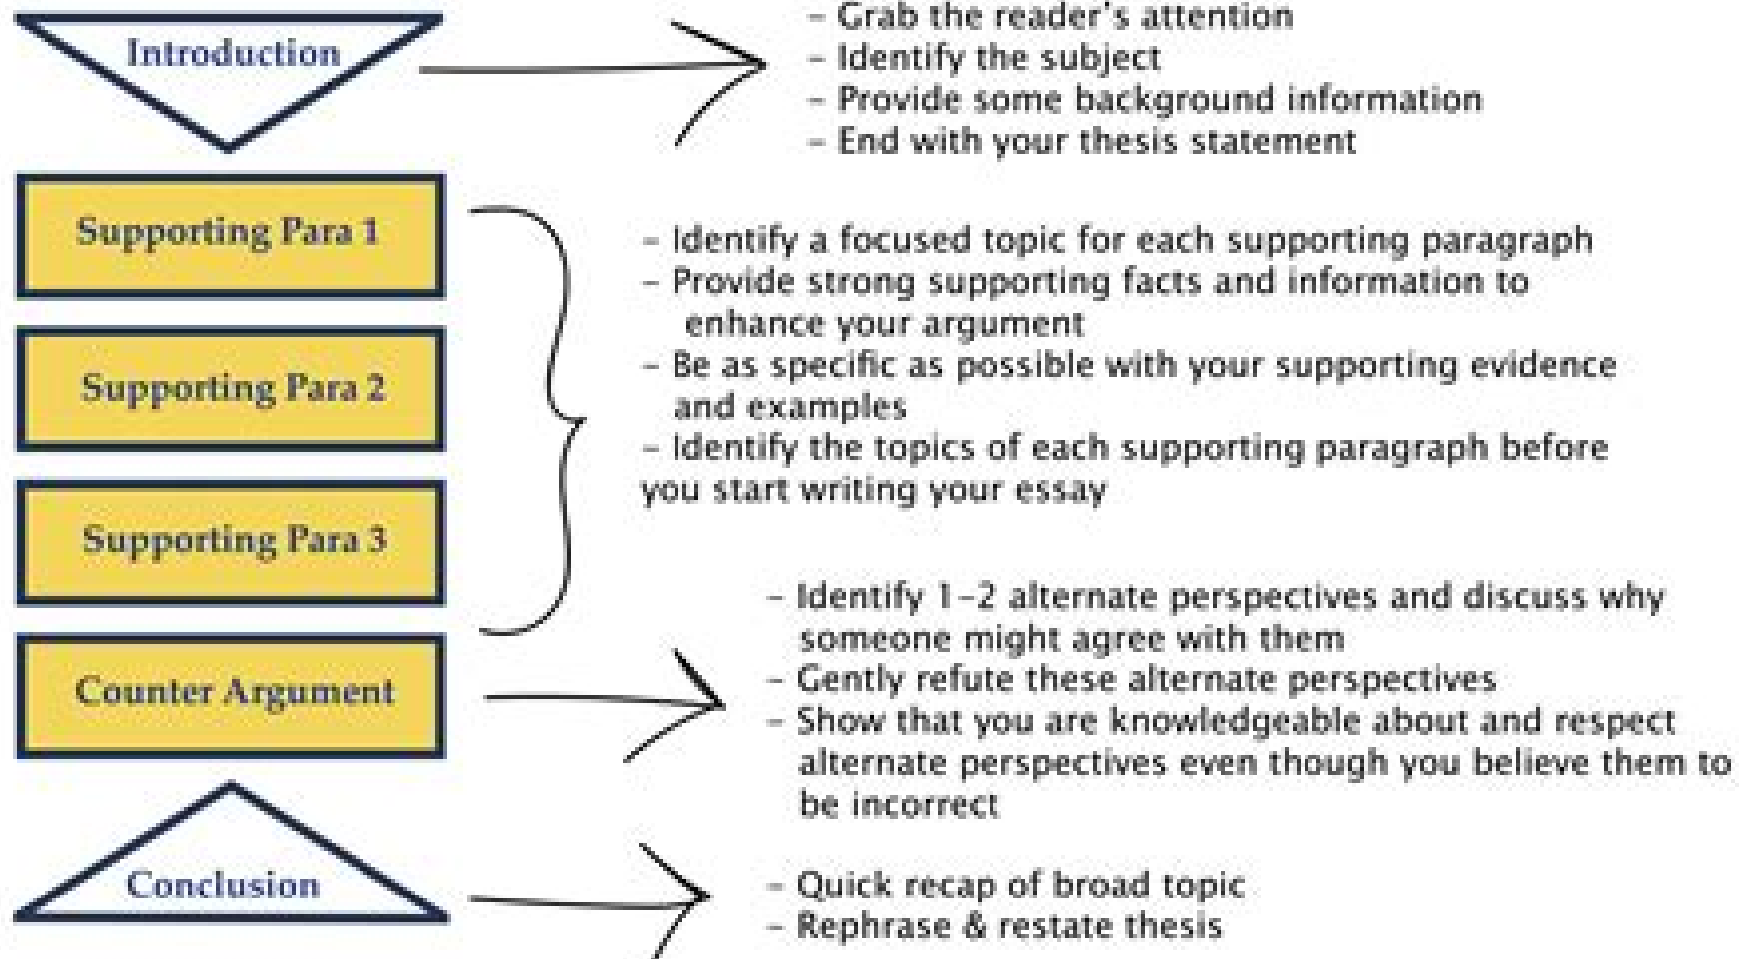 Introduction
- Grab the reader's attention
- Identify the subject
- Provide some background information
- End with your thesis statement
Supporting Para 1
Supporting Para 2
Supporting Para 3
- Identify a focused topic for each supporting paragraph
- Provide strong supporting facts and information to
enhance your argument
- Be as specific as possible with your supporting evidence
and examples
- Identify the topics of each supporting paragraph before
you start writing your essay
Counter Argument
- Identify 1-2 alternate perspectives and discuss why
someone might agree with them
- Gently refute these alternate perspectives
- Show that you are knowledgeable about and respect
alternate perspectives even though you believe them to
be incorrect
Conclusion
- Quick recap of broad topic
- Rephrase & restate thesis